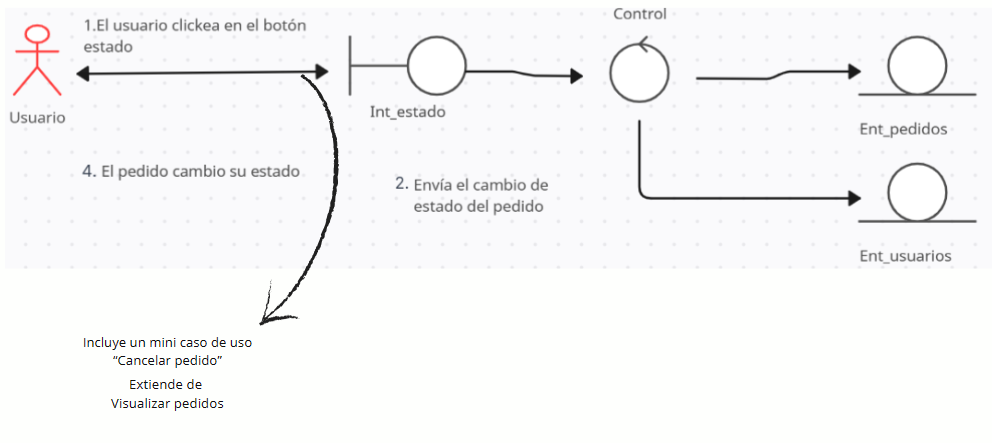 Control
1.El usuario clickea en el botón
estado
Int_estado
Usuario
Ent_pedidos
4. El pedido cambio su estado
2. Envía el cambio de
estado del pedido
Ent_usuarios
Incluye un mini caso de uso
“Cancelar pedido”
Extiende de
Visualizar pedidos